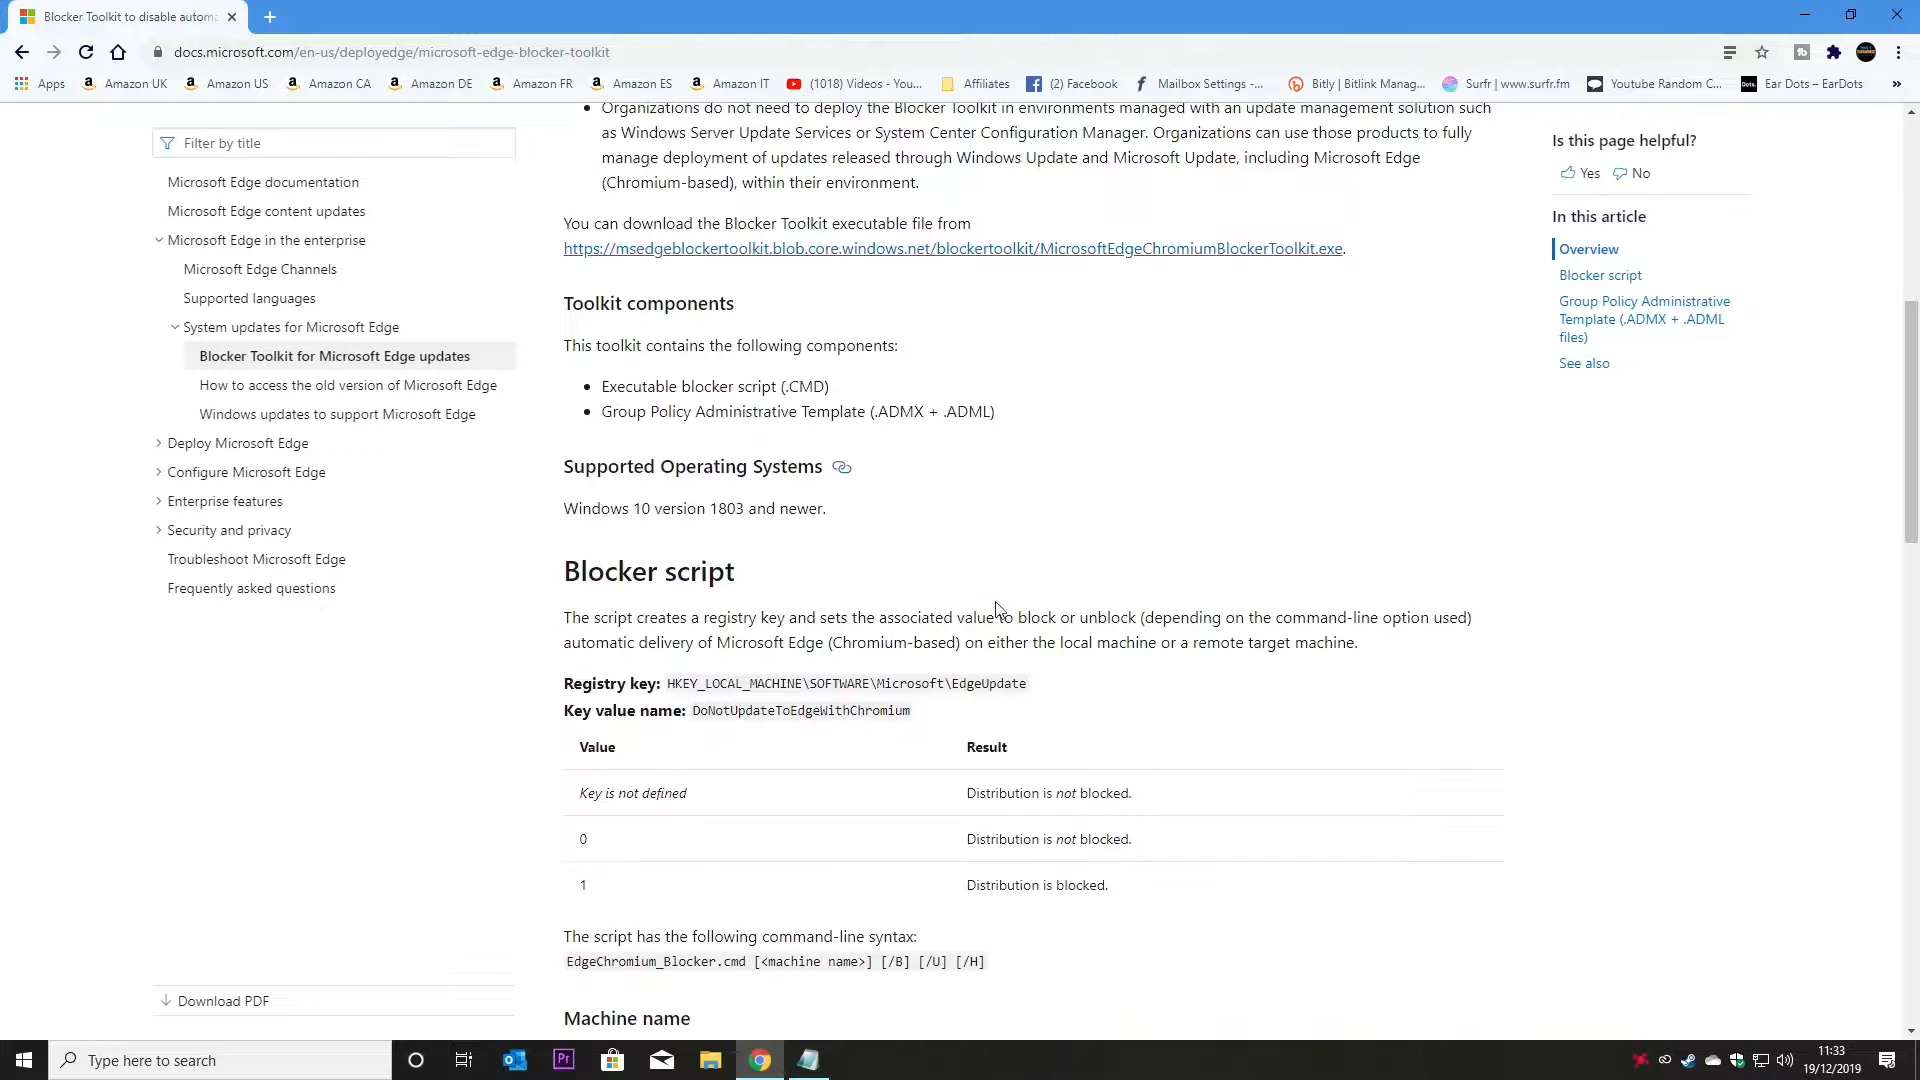 Blocker Toolkit to disable automa
docs.microsoft.com/en-us/deployedge/microsoft-edge-blocker-toolkit
Apps
Amazon UK
Amazon US
Amazon CA
Amazon DE
Amazon FR
Amazon ES
Amazon IT
(1018) Videos - You...
Affiliates
(2) Facebook
Mailbox Settings -...
Bitly | Bitlink Manag...
Surfr | www.surfr.fm
Youtube Random C...
Ear Dots – EarDots
Filter by title
Microsoft Edge documentation
Microsoft Edge content updates
Microsoft Edge in the enterprise
Microsoft Edge Channels
Supported languages
System updates for Microsoft Edge
Blocker Toolkit for Microsoft Edge updates
How to access the old version of Microsoft Edge
Windows updates to support Microsoft Edge
Deploy Microsoft Edge
Configure Microsoft Edge
Enterprise features
Security and privacy
Troubleshoot Microsoft Edge
Frequently asked questions
Download PDF
• Organizations do not need to deploy the Blocker Toolkit in environments managed with an update management solution such
as Windows Server Update Services or System Center Configuration Manager. Organizations can use those products to fully
manage deployment of updates released through Windows Update and Microsoft Update, including Microsoft Edge
(Chromium-based), within their environment.
You can download the Blocker Toolkit executable file from
https://msedgeblockertoolkit.blob.core.windows.net/blockertoolkit/MicrosoftEdgeChromiumBlockerToolkit.exe.
Toolkit components
This toolkit contains the following components:
• Executable blocker script (.CMD)
• Group Policy Administrative Template (.ADMX + .ADML)
Supported Operating Systems
Windows 10 version 1803 and newer.
Blocker script
The script creates a registry key and sets the associated value to block or unblock (depending on the command-line option used)
automatic delivery of Microsoft Edge (Chromium-based) on either the local machine or a remote target machine.
Registry key: HKEY_LOCAL_MACHINE\SOFTWARE\Microsoft\EdgeUpdate
Key value name: DoNotUpdateToEdgeWithChromium
Value Result
Key is not defined Distribution is not blocked.
0 Distribution is not blocked.
1 Distribution is blocked.
The script has the following command-line syntax:
EdgeChromium_Blocker.cmd [<machine name>] [/B] [/U] [/H]
Machine name
Is this page helpful?
Yes No
In this article
Overview
Blocker script
Group Policy Administrative
Template (.ADMX + .ADML
files)
See also
Type here to search
Pr
11:33
19/12/2019